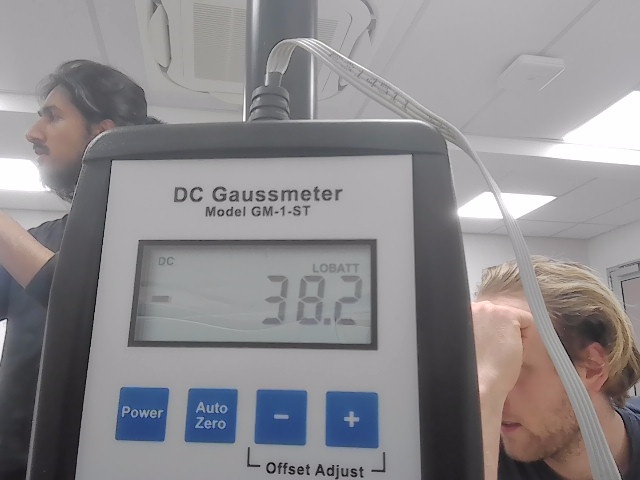 DC Gaussmeter
Model GM-1-ST
DC
LOBATT
- 38.2
Power
Auto
Zero
-
+
Offset Adjust